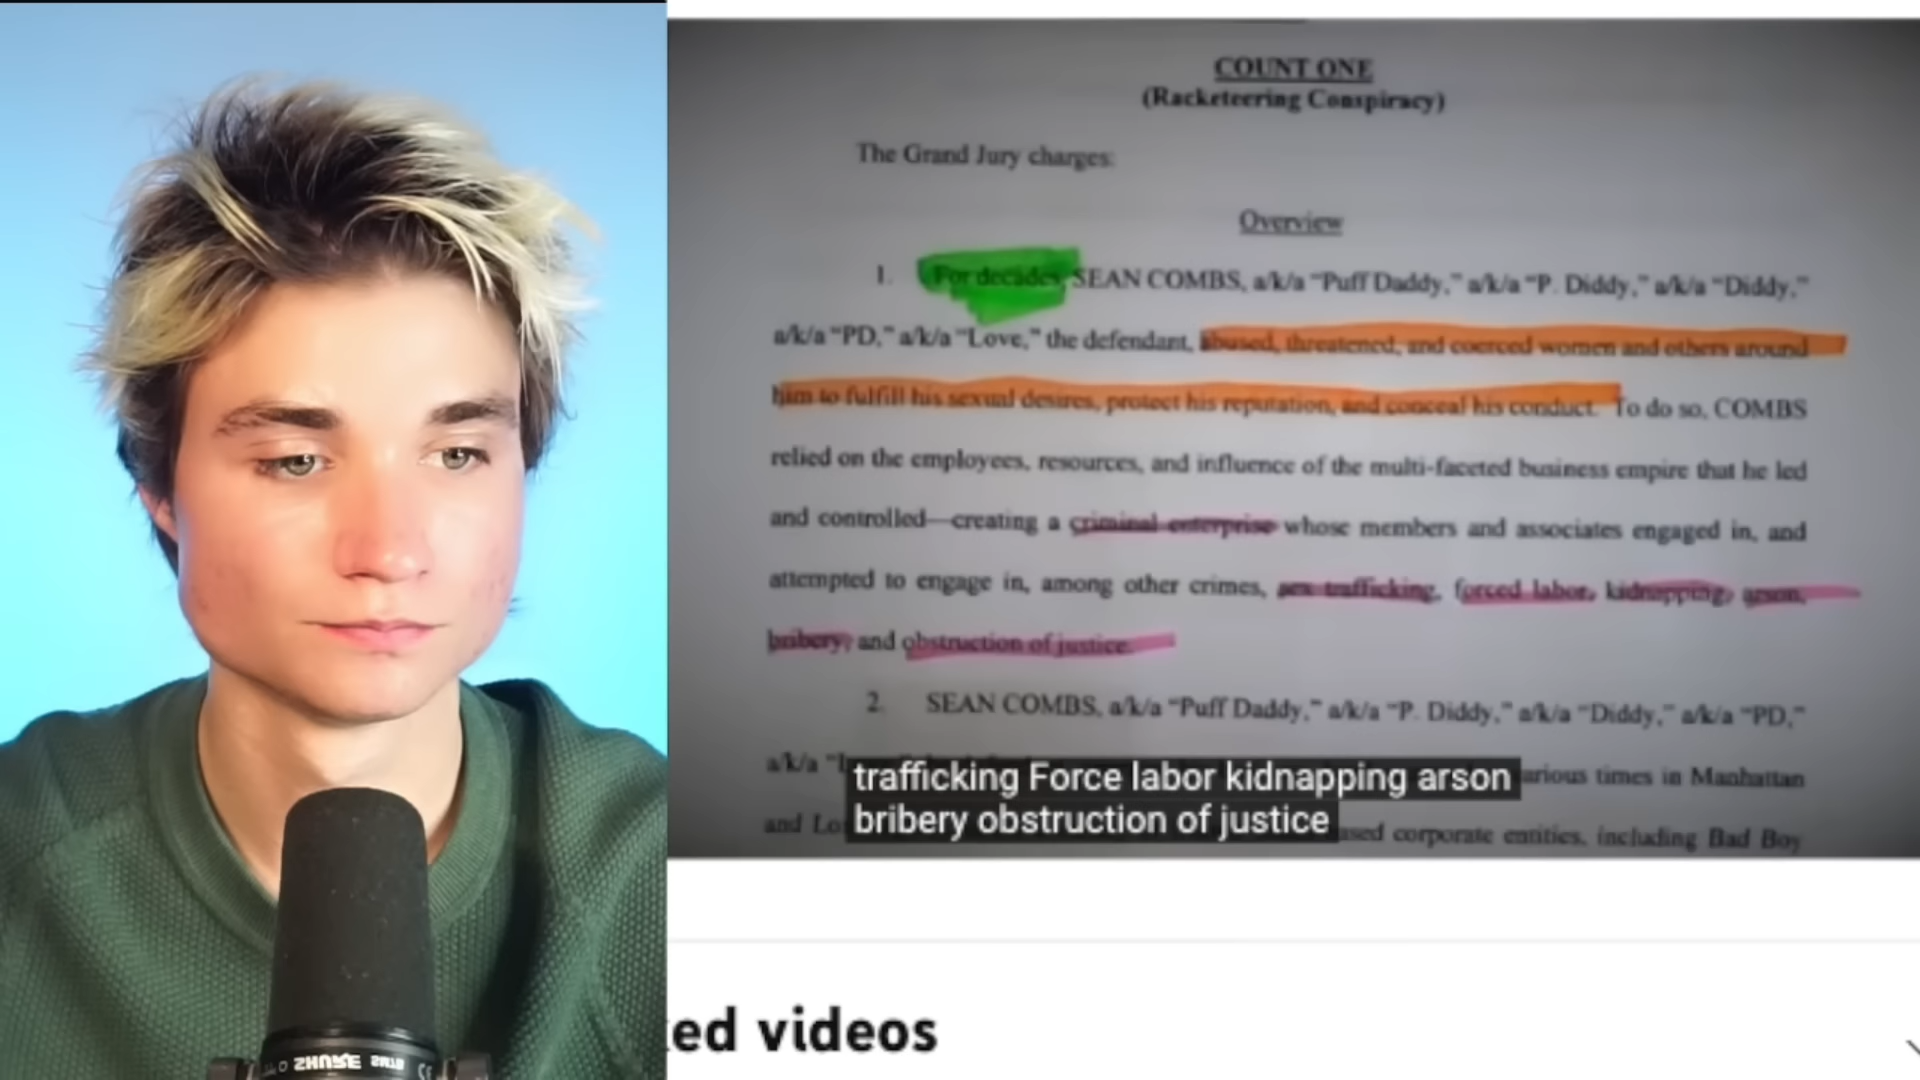 COUNT ONE
(Racketeering Conspiracy)
The Grand Jury charges:
Overview
1. For decades, SEAN COMBS, a/k/a “Puff Daddy,” a/k/a “P. Diddy,” a/k/a “Diddy,”
a/k/a “PD,” a/k/a “Love,” the defendant, abused, threatened, and coerced women and others around
him to fulfill his sexual desires, protect his reputation, and conceal his conduct. To do so, COMBS
relied on the employees, resources, and influence of the multi-faceted business empire that he led
and controlled—creating a criminal enterprise whose members and associates engaged in, and
attempted to engage in, among other crimes, sex trafficking, forced labor, kidnapping, arson,
bribery, and obstruction of justice.
2. SEAN COMBS, a/k/a “Puff Daddy,” a/k/a “P. Diddy,” a/k/a “Diddy,” a/k/a “PD,”
a/k/a times in Manhattan
trafficking Force labor kidnapping arson
and corporate entities, including Bad Boy
bribery obstruction of justice
ed videos
SHURE SM7B